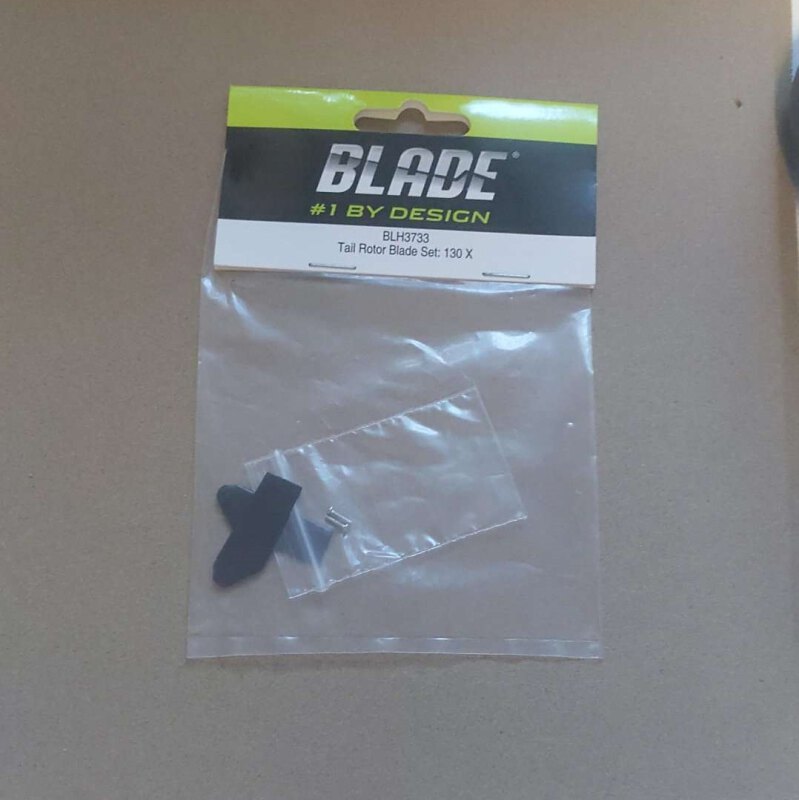 BLADE®
#1 BY DESIGN
BLH3733
Tail Rotor Blade Set: 130 X